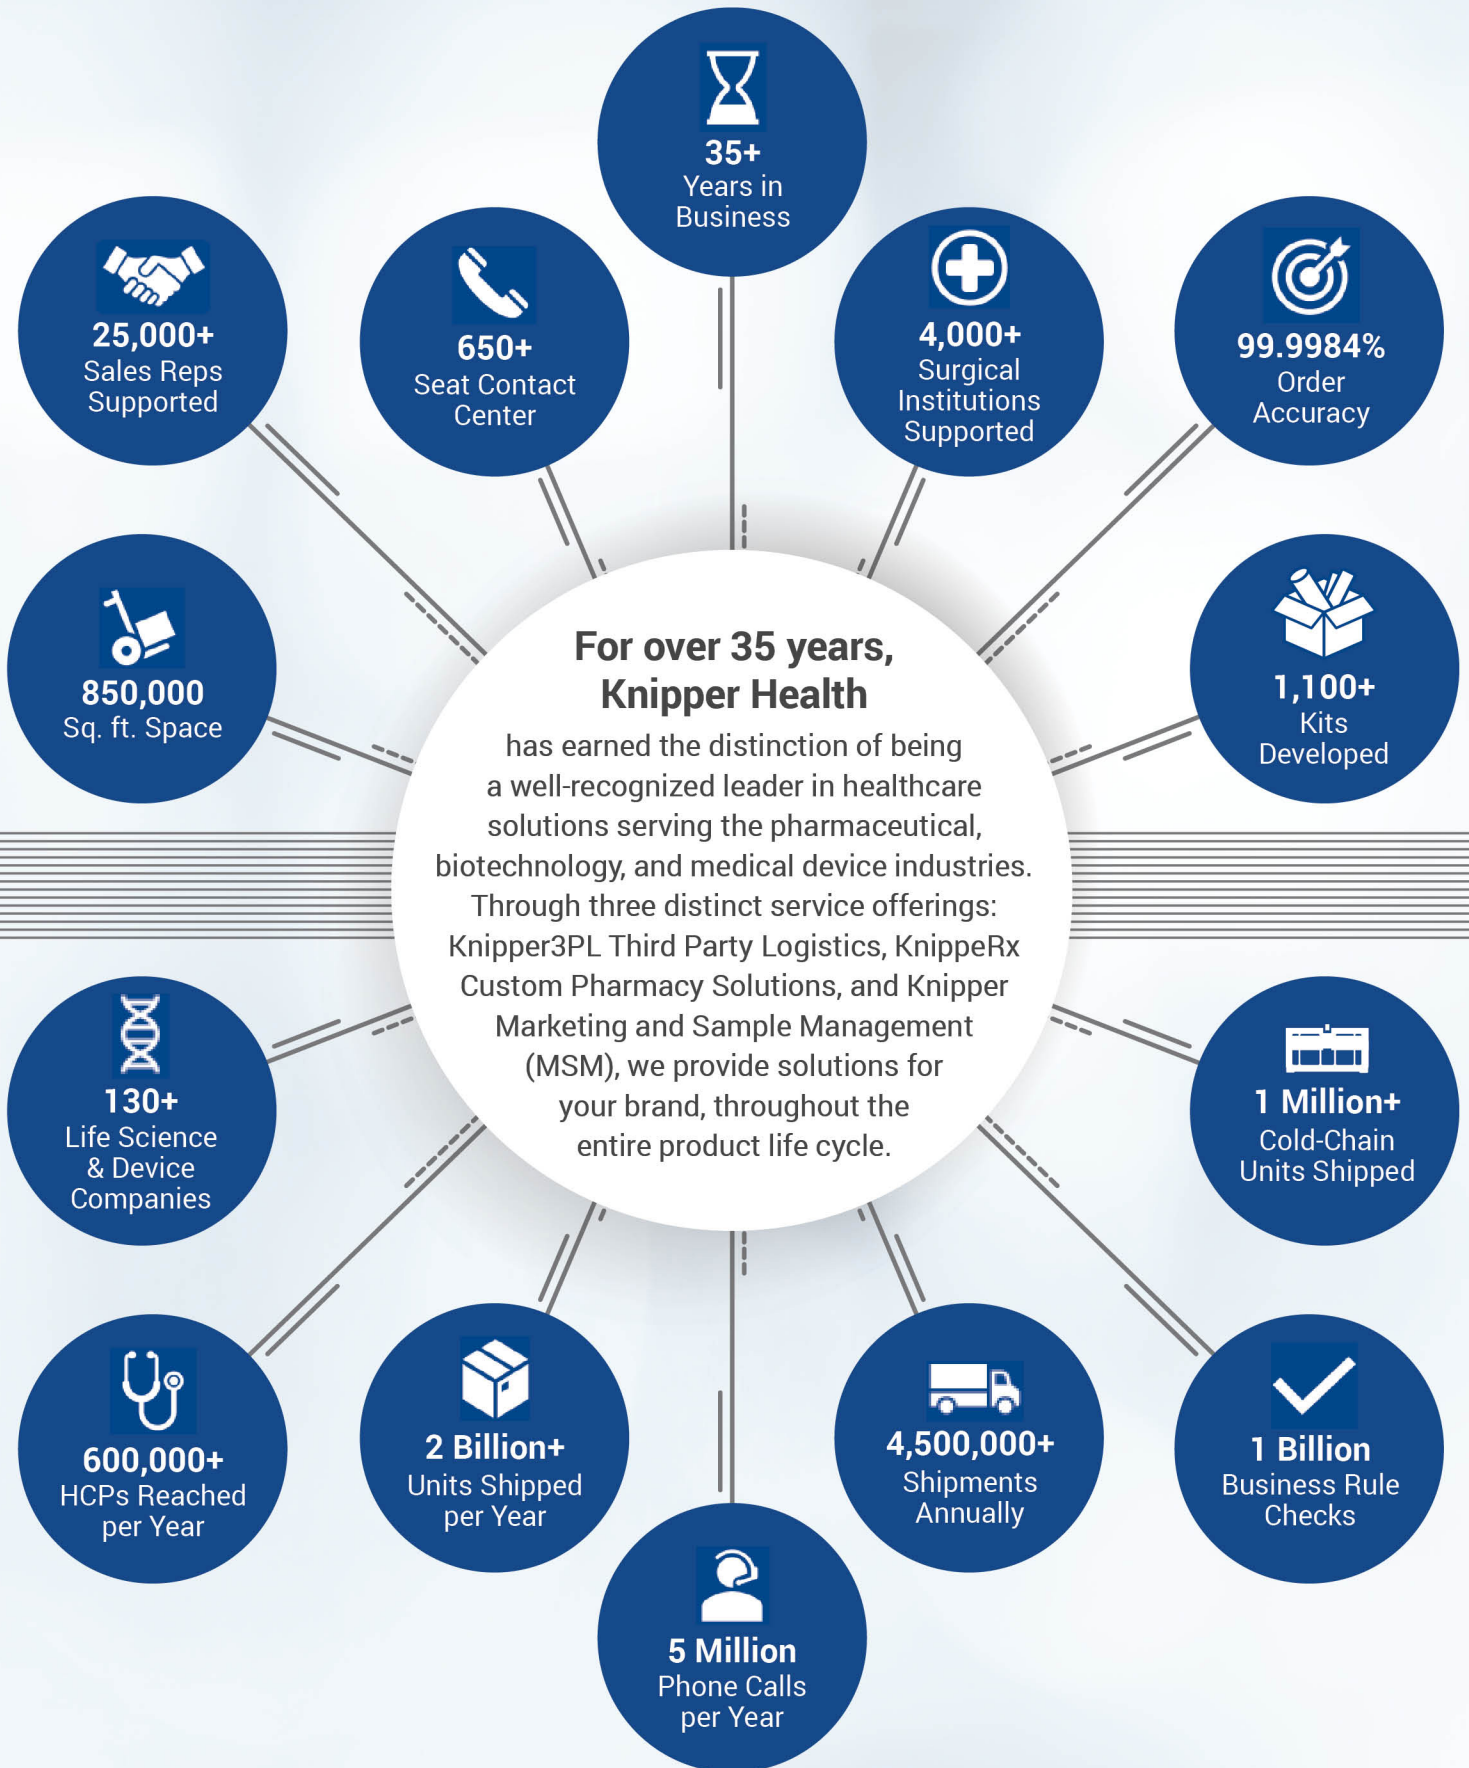 35+
Years in
Business
25,000+
Sales Reps
Supported
650+
Seat Contact
Center
4,000+
Surgical
Institutions
Supported
99.9984%
Order
Accuracy
850,000
Sq. ft. Space
1,100+
Kits
Developed
For over 35 years,
Knipper Health
has earned the distinction of being
a well-recognized leader in healthcare
solutions serving the pharmaceutical,
biotechnology, and medical device industries.
Through three distinct service offerings:
Knipper3PL Third Party Logistics, KnippeRx
Custom Pharmacy Solutions, and Knipper
Marketing and Sample Management
(MSM), we provide solutions for
your brand, throughout the
entire product life cycle.
130+
Life Science
& Device
Companies
1 Million+
Cold-Chain
Units Shipped
600,000+
HCPs Reached
per Year
2 Billion+
Units Shipped
per Year
4,500,000+
Shipments
Annually
1 Billion
Business Rule
Checks
5 Million
Phone Calls
per Year